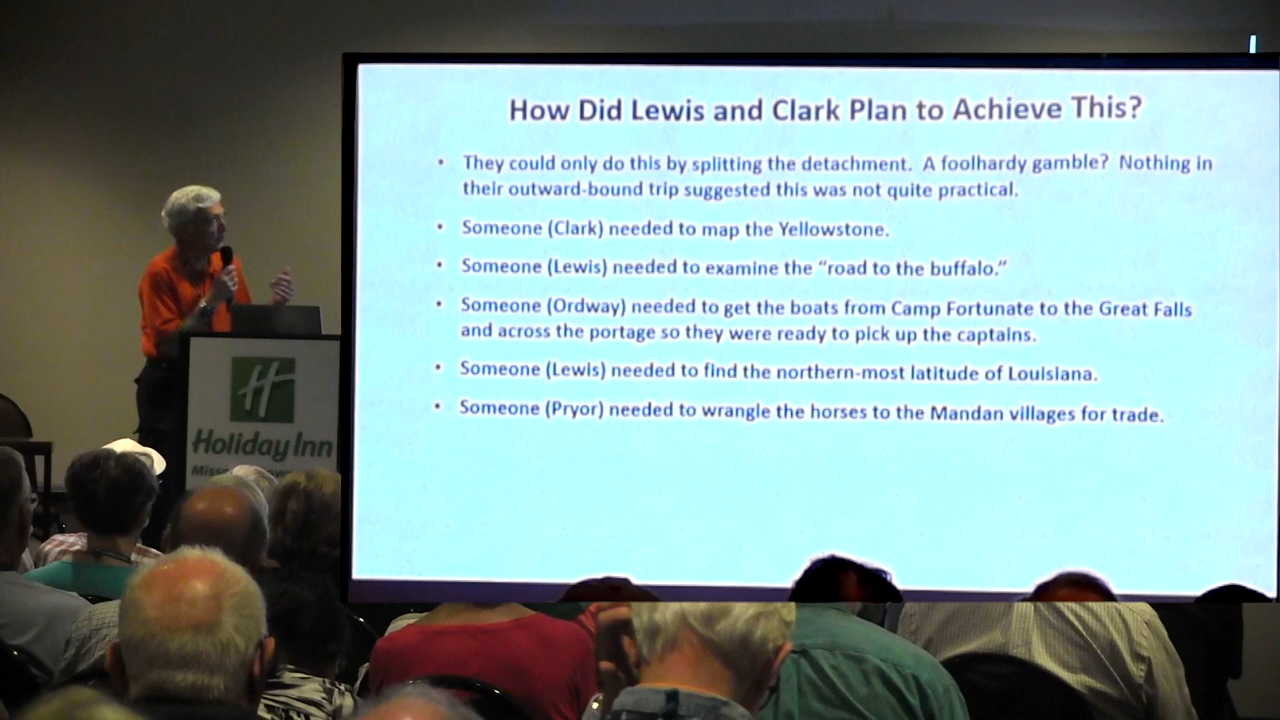 How Did Lewis and Clark Plan to Achieve This?
• They could only do this by splitting the detachment. A foolhardy gamble? Nothing in
their outward-bound trip suggested this was not quite practical.
• Someone (Clark) needed to map the Yellowstone.
• Someone (Lewis) needed to examine the “road to the buffalo.”
• Someone (Ordway) needed to get the boats from Camp Fortunate to the Great Falls
and across the portage so they were ready to pick up the captains.
• Someone (Lewis) needed to find the northern-most latitude of Louisiana.
• Someone (Pryor) needed to wrangle the horses to the Mandan villages for trade.
H
Holiday Inn